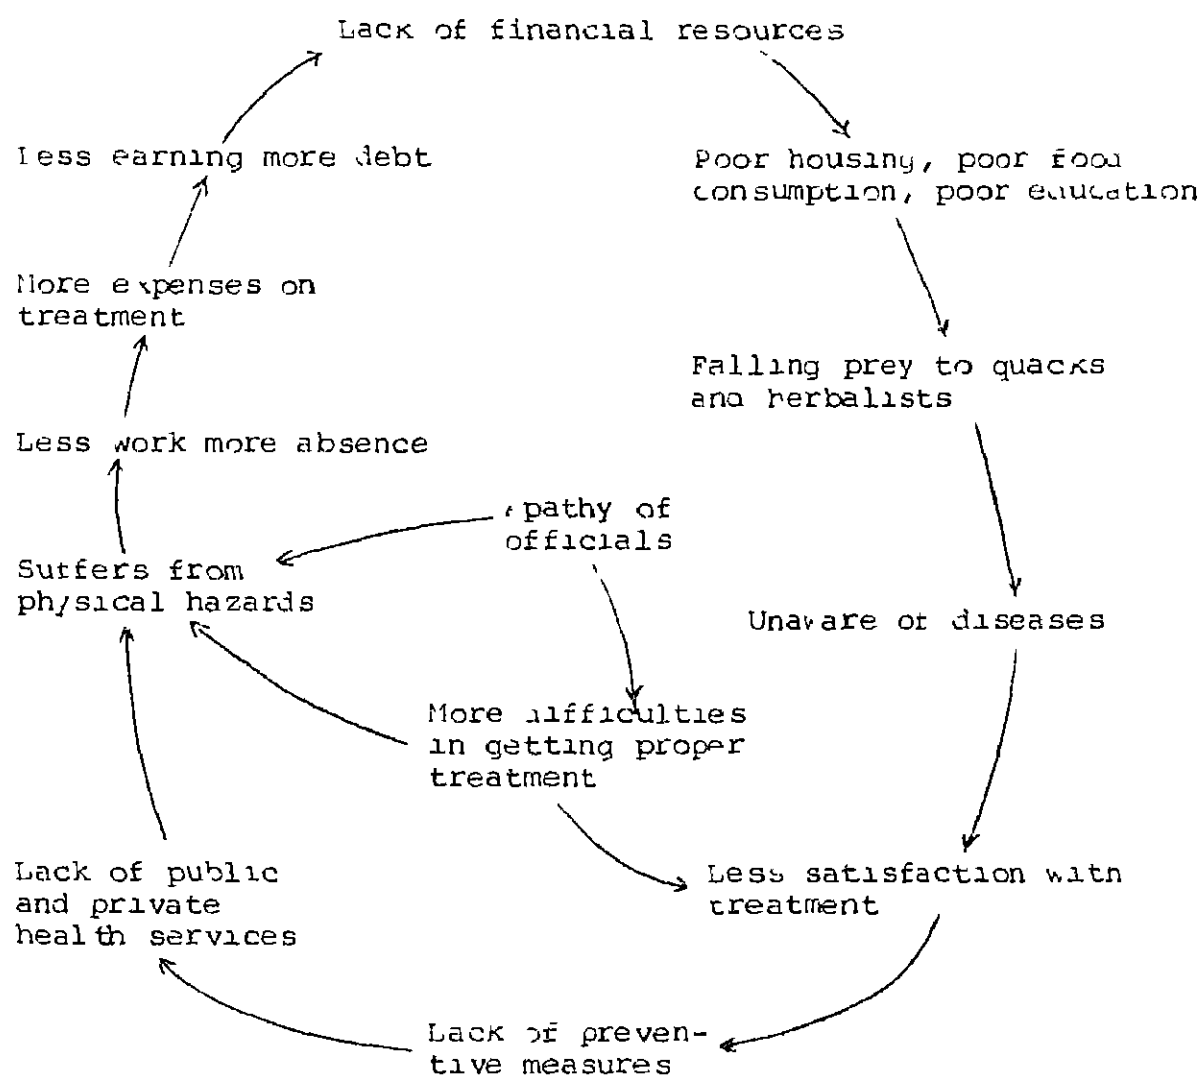 Lack of financial resources
Less earning more debt
Poor housing, poor food
consumption, poor education
More expenses on
treatment
Falling prey to quacks
and herbalists
Less work more absence
Apathy of
officials
Suffers from
physical hazards
Unaware of diseases
More difficulties
in getting proper
treatment
Lack of public
and private
health services
Less satisfaction with
treatment
Lack of preven-
tive measures